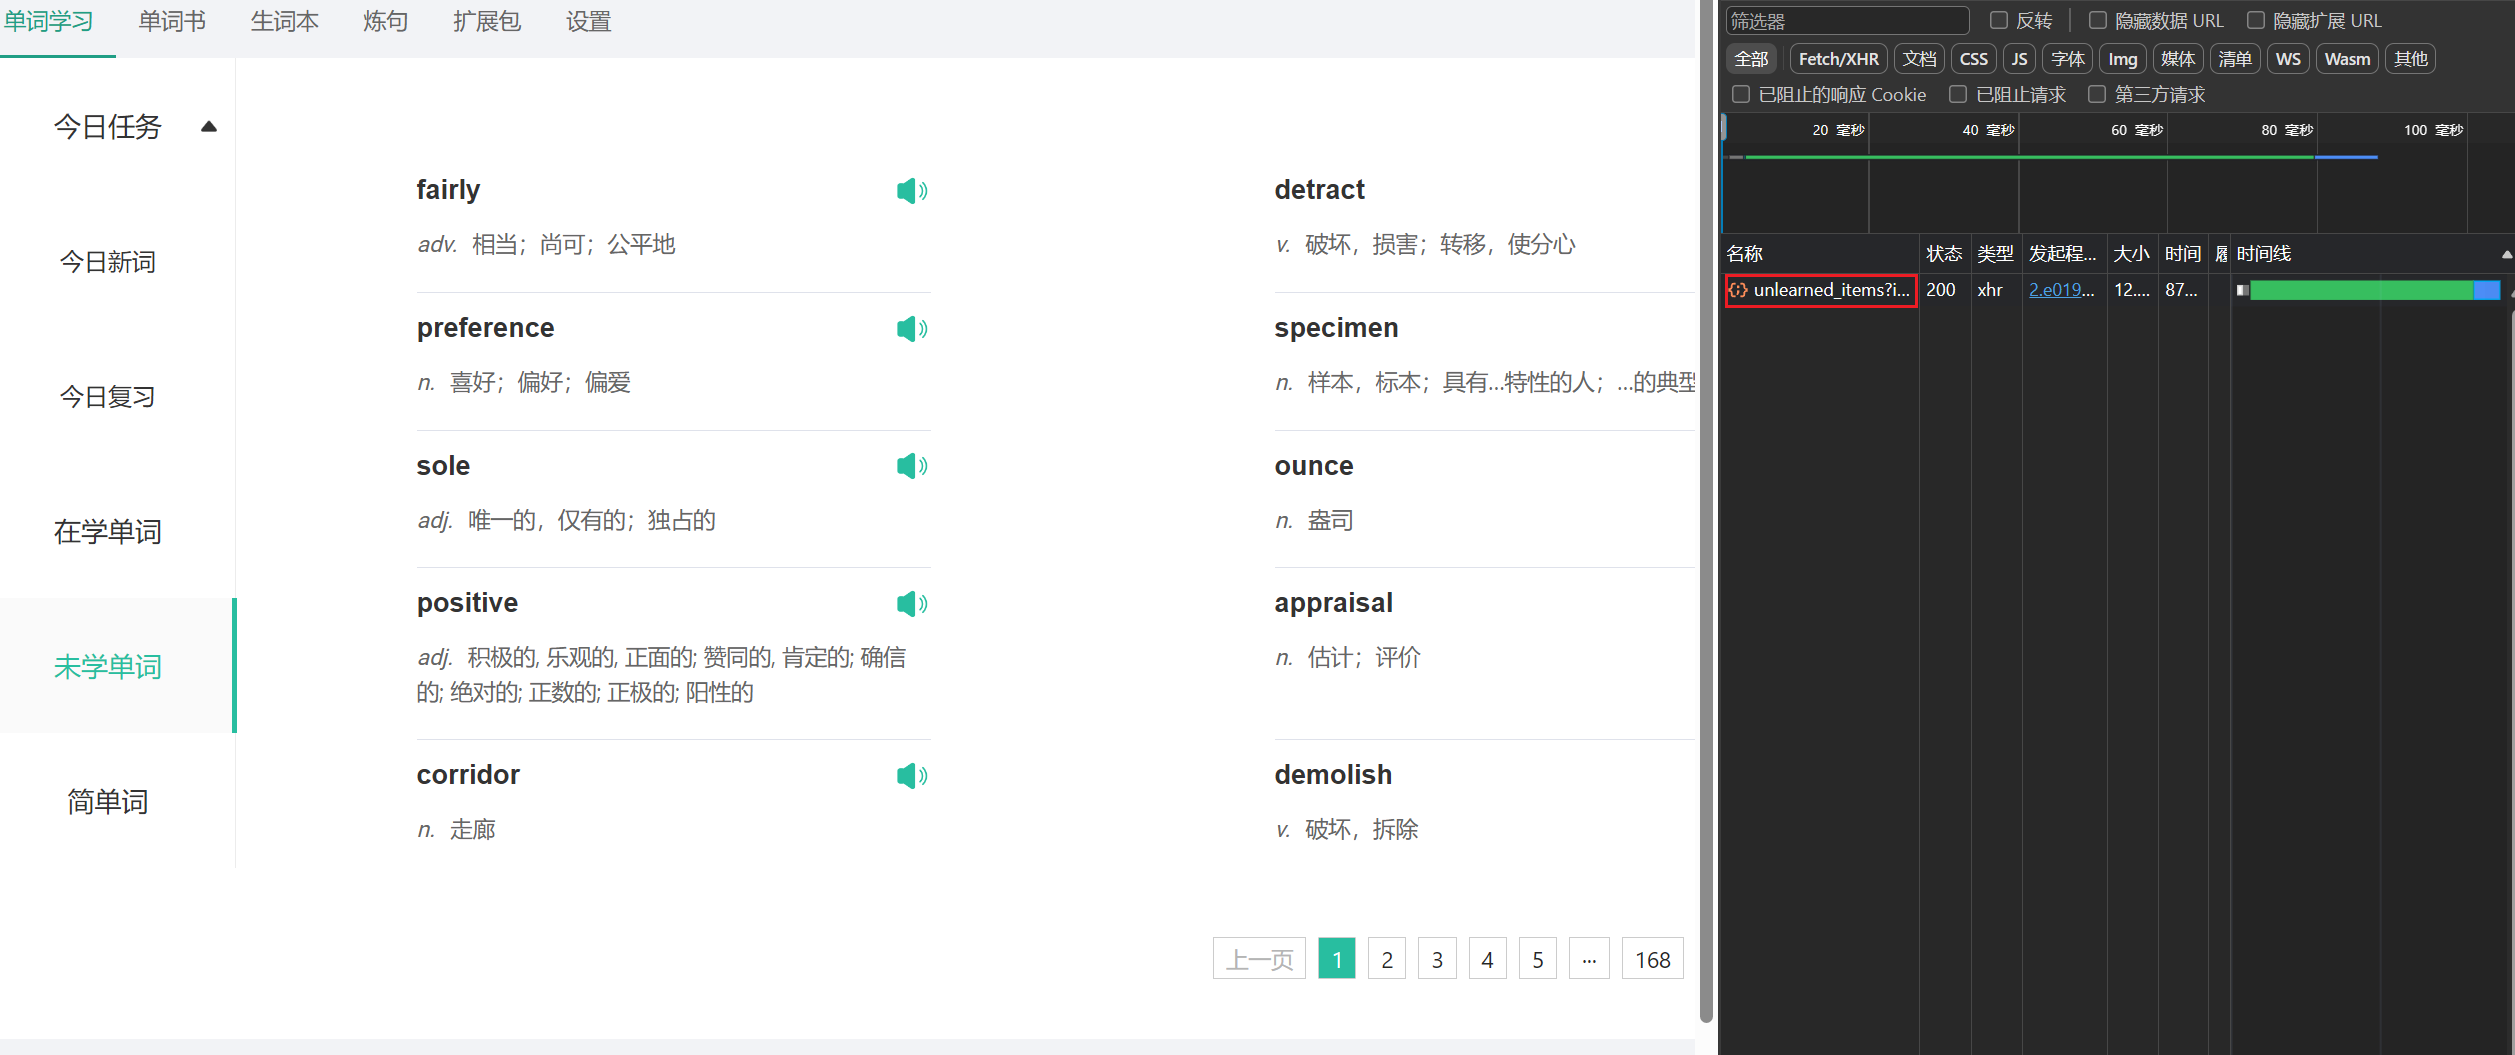 单词学习 单词书 生词本 炼句 扩展包 设置
今日任务
今日新词
今日复习
在学单词
未学单词
简单词
fairly
adv. 相当；尚可；公平地
detract
v. 破坏，损害；转移，使分心
preference
n. 喜好；偏好；偏爱
specimen
n. 样本，标本；具有...特性的人；...的典型
sole
adj. 唯一的，仅有的；独占的
ounce
n. 盎司
positive
adj. 积极的, 乐观的, 正面的; 赞同的, 肯定的; 确信
的; 绝对的; 正数的; 正极的; 阳性的
appraisal
n. 估计；评价
corridor
n. 走廊
demolish
v. 破坏，拆除
上一页 1 2 3 4 5 ... 168
筛选器 反转 隐藏数据 URL 隐藏扩展 URL
全部 Fetch/XHR 文档 CSS JS 字体 Img 媒体 清单 WS Wasm 其他
已阻止的响应 Cookie 已阻止请求 第三方请求
20 毫秒 40 毫秒 60 毫秒 80 毫秒 100 毫秒
名称 状态 类型 发起程... 大小 时间 时间线
unlearned_items?i... 200 xhr 2.e019... 12.... 87...